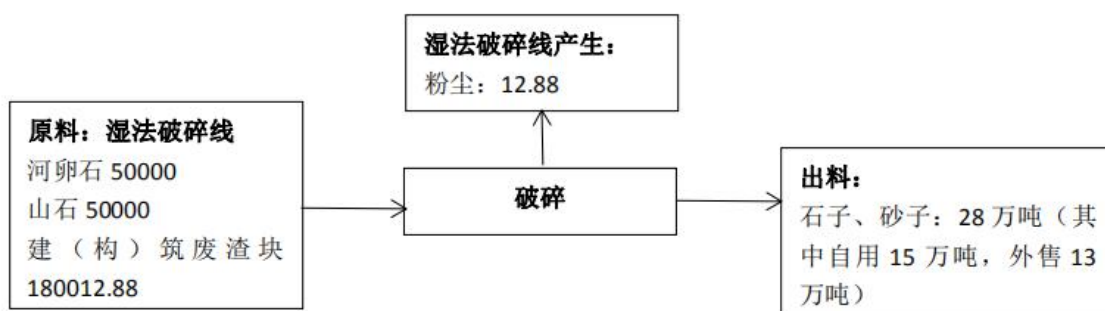 湿法破碎线产生：
粉尘：12.88
原料：湿法破碎线
河卵石 50000
山石 50000
建（构）筑废渣块
180012.88
破碎
出料：
石子、砂子：28 万吨（其
中自用 15 万吨，外售 13
万吨）